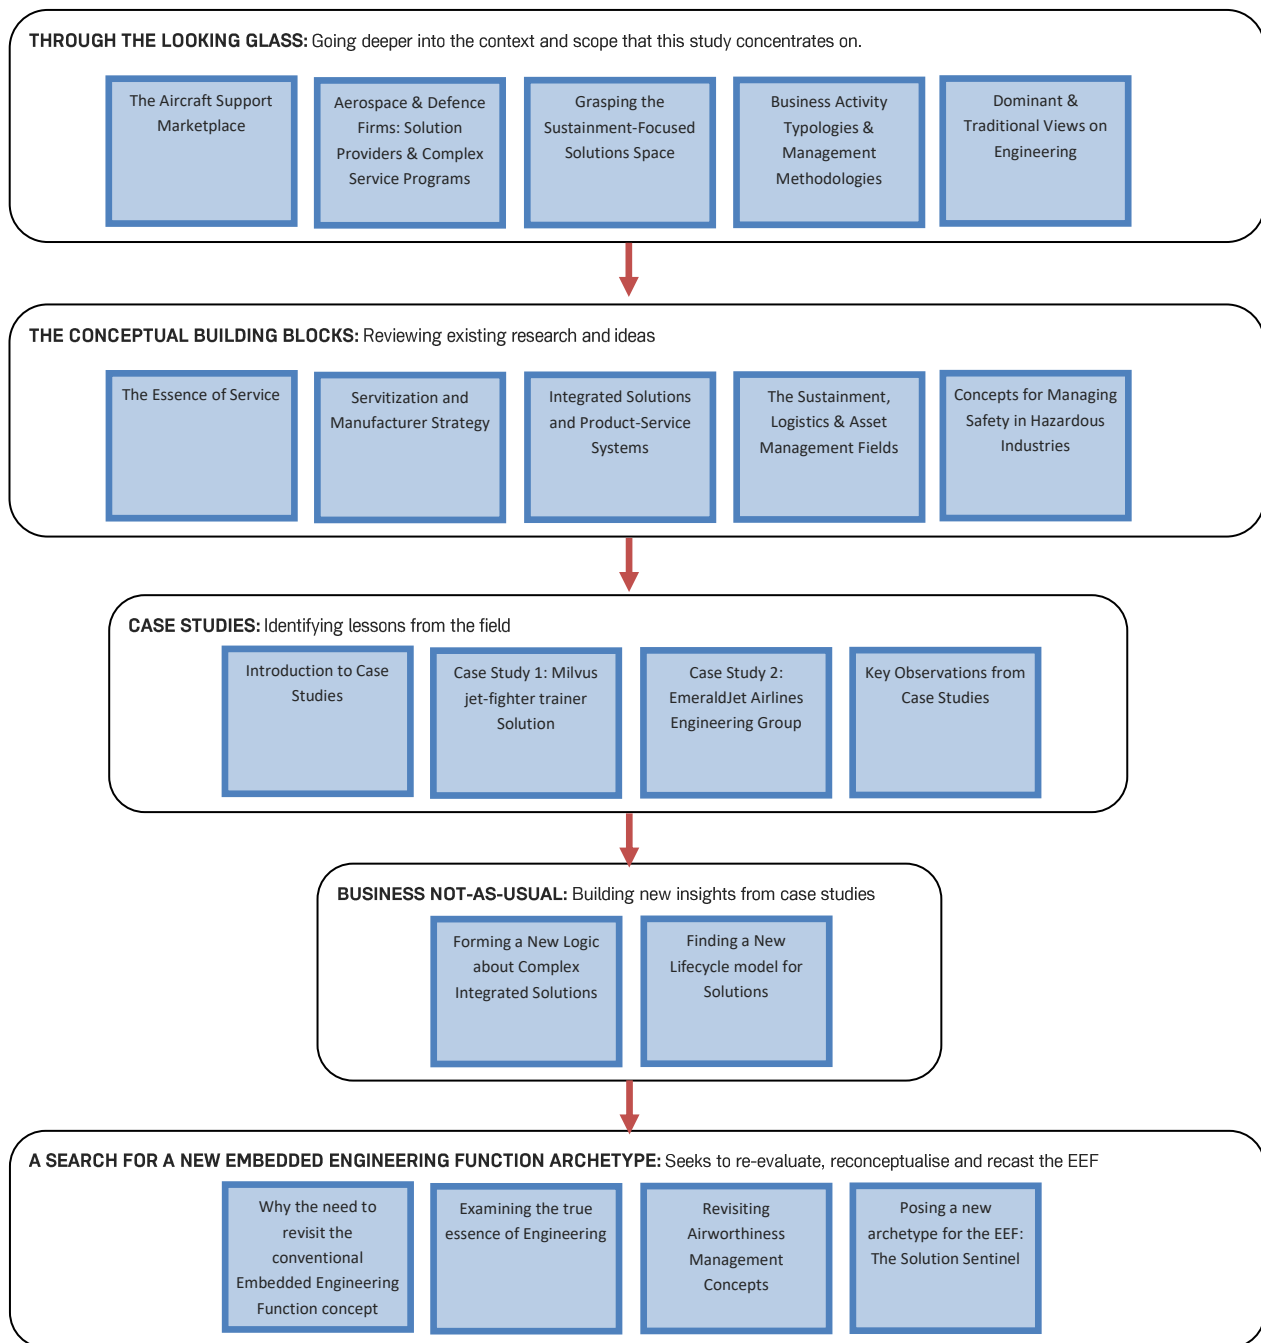 THROUGH THE LOOKING GLASS: Going deeper into the context and scope that this study concentrates on.
The Aircraft Support
Marketplace
Aerospace & Defence
Firms: Solution
Providers & Complex
Service Programs
Grasping the
Sustainment-Focused
Solutions Space
Business Activity
Typologies &
Management
Methodologies
Dominant &
Traditional Views on
Engineering
THE CONCEPTUAL BUILDING BLOCKS: Reviewing existing research and ideas
The Essence of Service
Servitization and
Manufacturer Strategy
Integrated Solutions
and Product-Service
Systems
The Sustainment,
Logistics & Asset
Management Fields
Concepts for Managing
Safety in Hazardous
Industries
CASE STUDIES: Identifying lessons from the field
Introduction to Case
Studies
Case Study 1: Milvus
jet-fighter trainer
Solution
Case Study 2:
EmeraldJet Airlines
Engineering Group
Key Observations from
Case Studies
BUSINESS NOT-AS-USUAL: Building new insights from case studies
Forming a New Logic
about Complex
Integrated Solutions
Finding a New
Lifecycle model for
Solutions
A SEARCH FOR A NEW EMBEDDED ENGINEERING FUNCTION ARCHETYPE: Seeks to re-evaluate, reconceptualise and recast the EEF
Why the need to
revisit the
conventional
Embedded Engineering
Function concept
Examining the true
essence of Engineering
Revisiting
Airworthiness
Management
Concepts
Posing a new
archetype for the EEF:
The Solution Sentinel